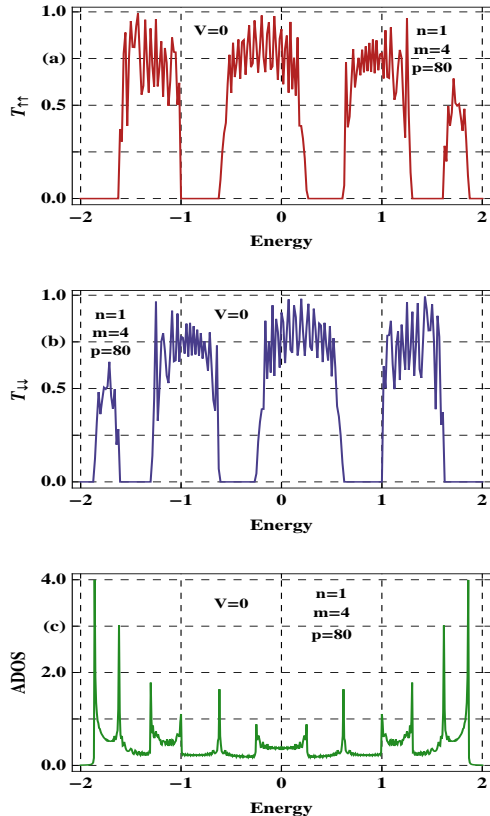 1.0
V=0
n=1
(a)
m=4
p=80
T↑↑
0.5
0.0
−2 −1 0 1 2
Energy
1.0
n=1
V=0
m=4
(b)
p=80
T↓↓
0.5
0.0
−2 −1 0 1 2
Energy
4.0
n=1
V=0
m=4
(c)
p=80
ADOS
2.0
0.0
−2 −1 0 1 2
Energy